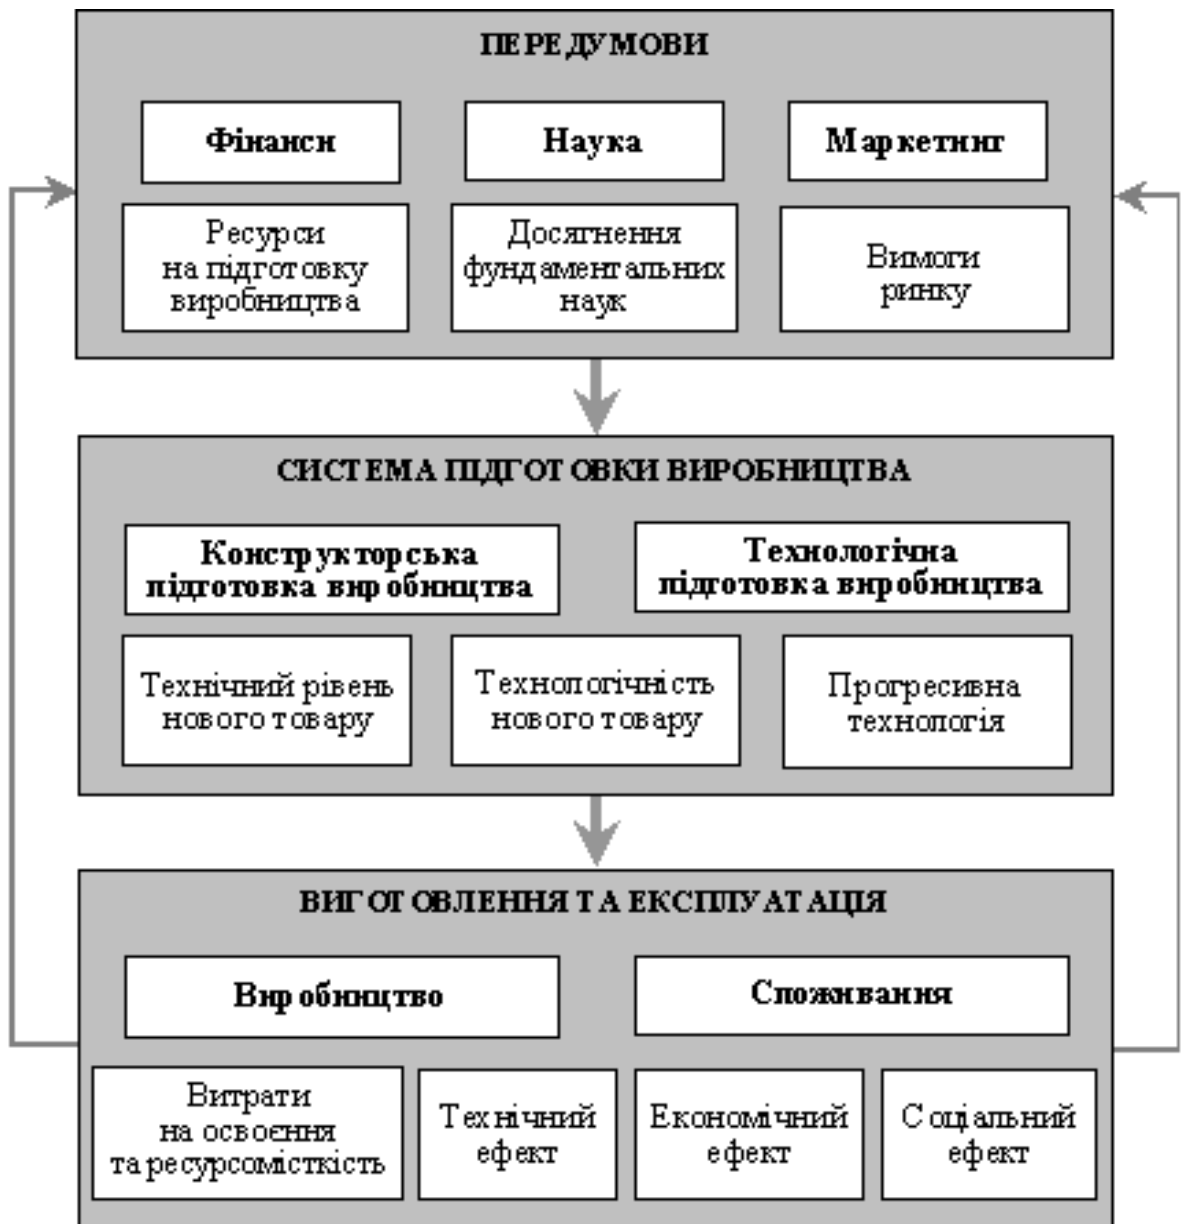 ПЕРЕДУМОВИ
Фінанси
Наука
Маркетинг
Ресурси
на підготовку
виробництва
Досягнення
фундаментальних
наук
Вимоги
ринку
СИСТЕМА ПІДГОТОВКИ ВИРОБНИЦТВА
Конструкторська
підготовка виробництва
Технологічна
підготовка виробництва
Технічний рівень
нового товару
Технологічність
нового товару
Прогресивна
технологія
ВИГОТОВЛЕННЯ ТА ЕКСПЛУАТАЦІЯ
Виробництво
Споживання
Витрати
на освоєння
та ресурсомісткість
Технічний
ефект
Економічний
ефект
Соціальний
ефект